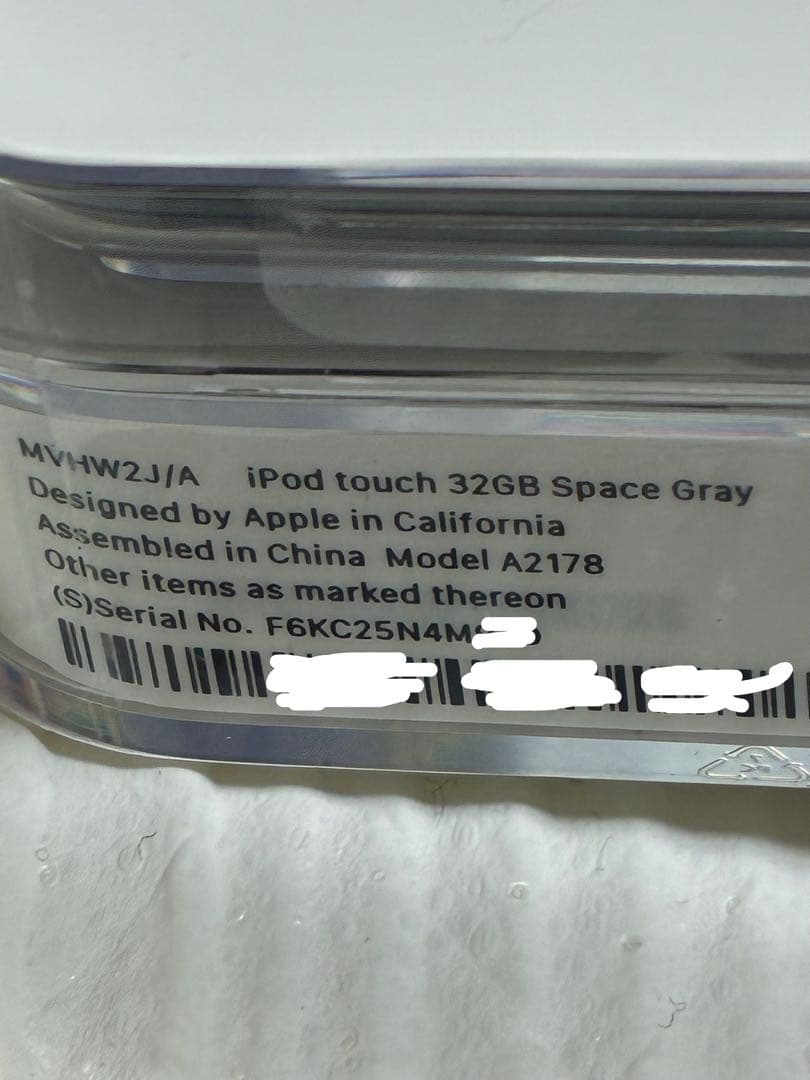 MVHW2J/A iPod touch 32GB Space Gray
Designed by Apple in California
Assembled in China Model A2178
Other items as marked thereon
(S)Serial No. F6KC25N4M